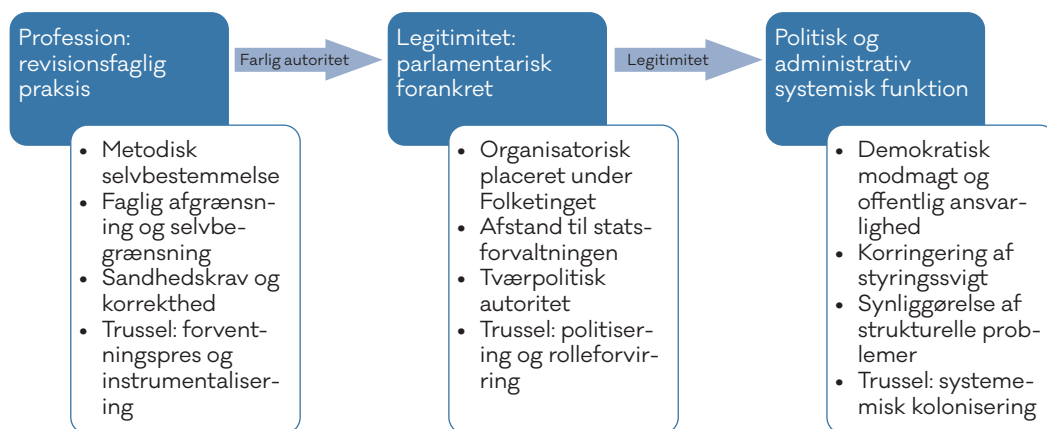 Profession:
revisionsfaglig
praksis
Farlig autoritet
Legitimitet:
parlamentarisk
forankret
Legitimitet
Politisk og
administrativ
systemisk funktion
• Metodisk
selvbestemmelse
• Faglig afgrænsn-
ing og selvbe-
grænsning
• Sandhedskrav og
korrekthed
• Trussel: forvent-
ningspres og
instrumentaliser-
ing
• Organisatorisk
placeret under
Folketinget
• Afstand til stats-
forvaltningen
• Tværpolitisk
autoritet
• Trussel: politiser-
ing og rolleforvir-
ring
• Demokratisk
modmagt og
offentlig ansvar-
lighed
• Korringering af
styringssvigt
• Synliggørelse af
strukturelle prob-
lemer
• Trussel: systeme-
misk kolonisering